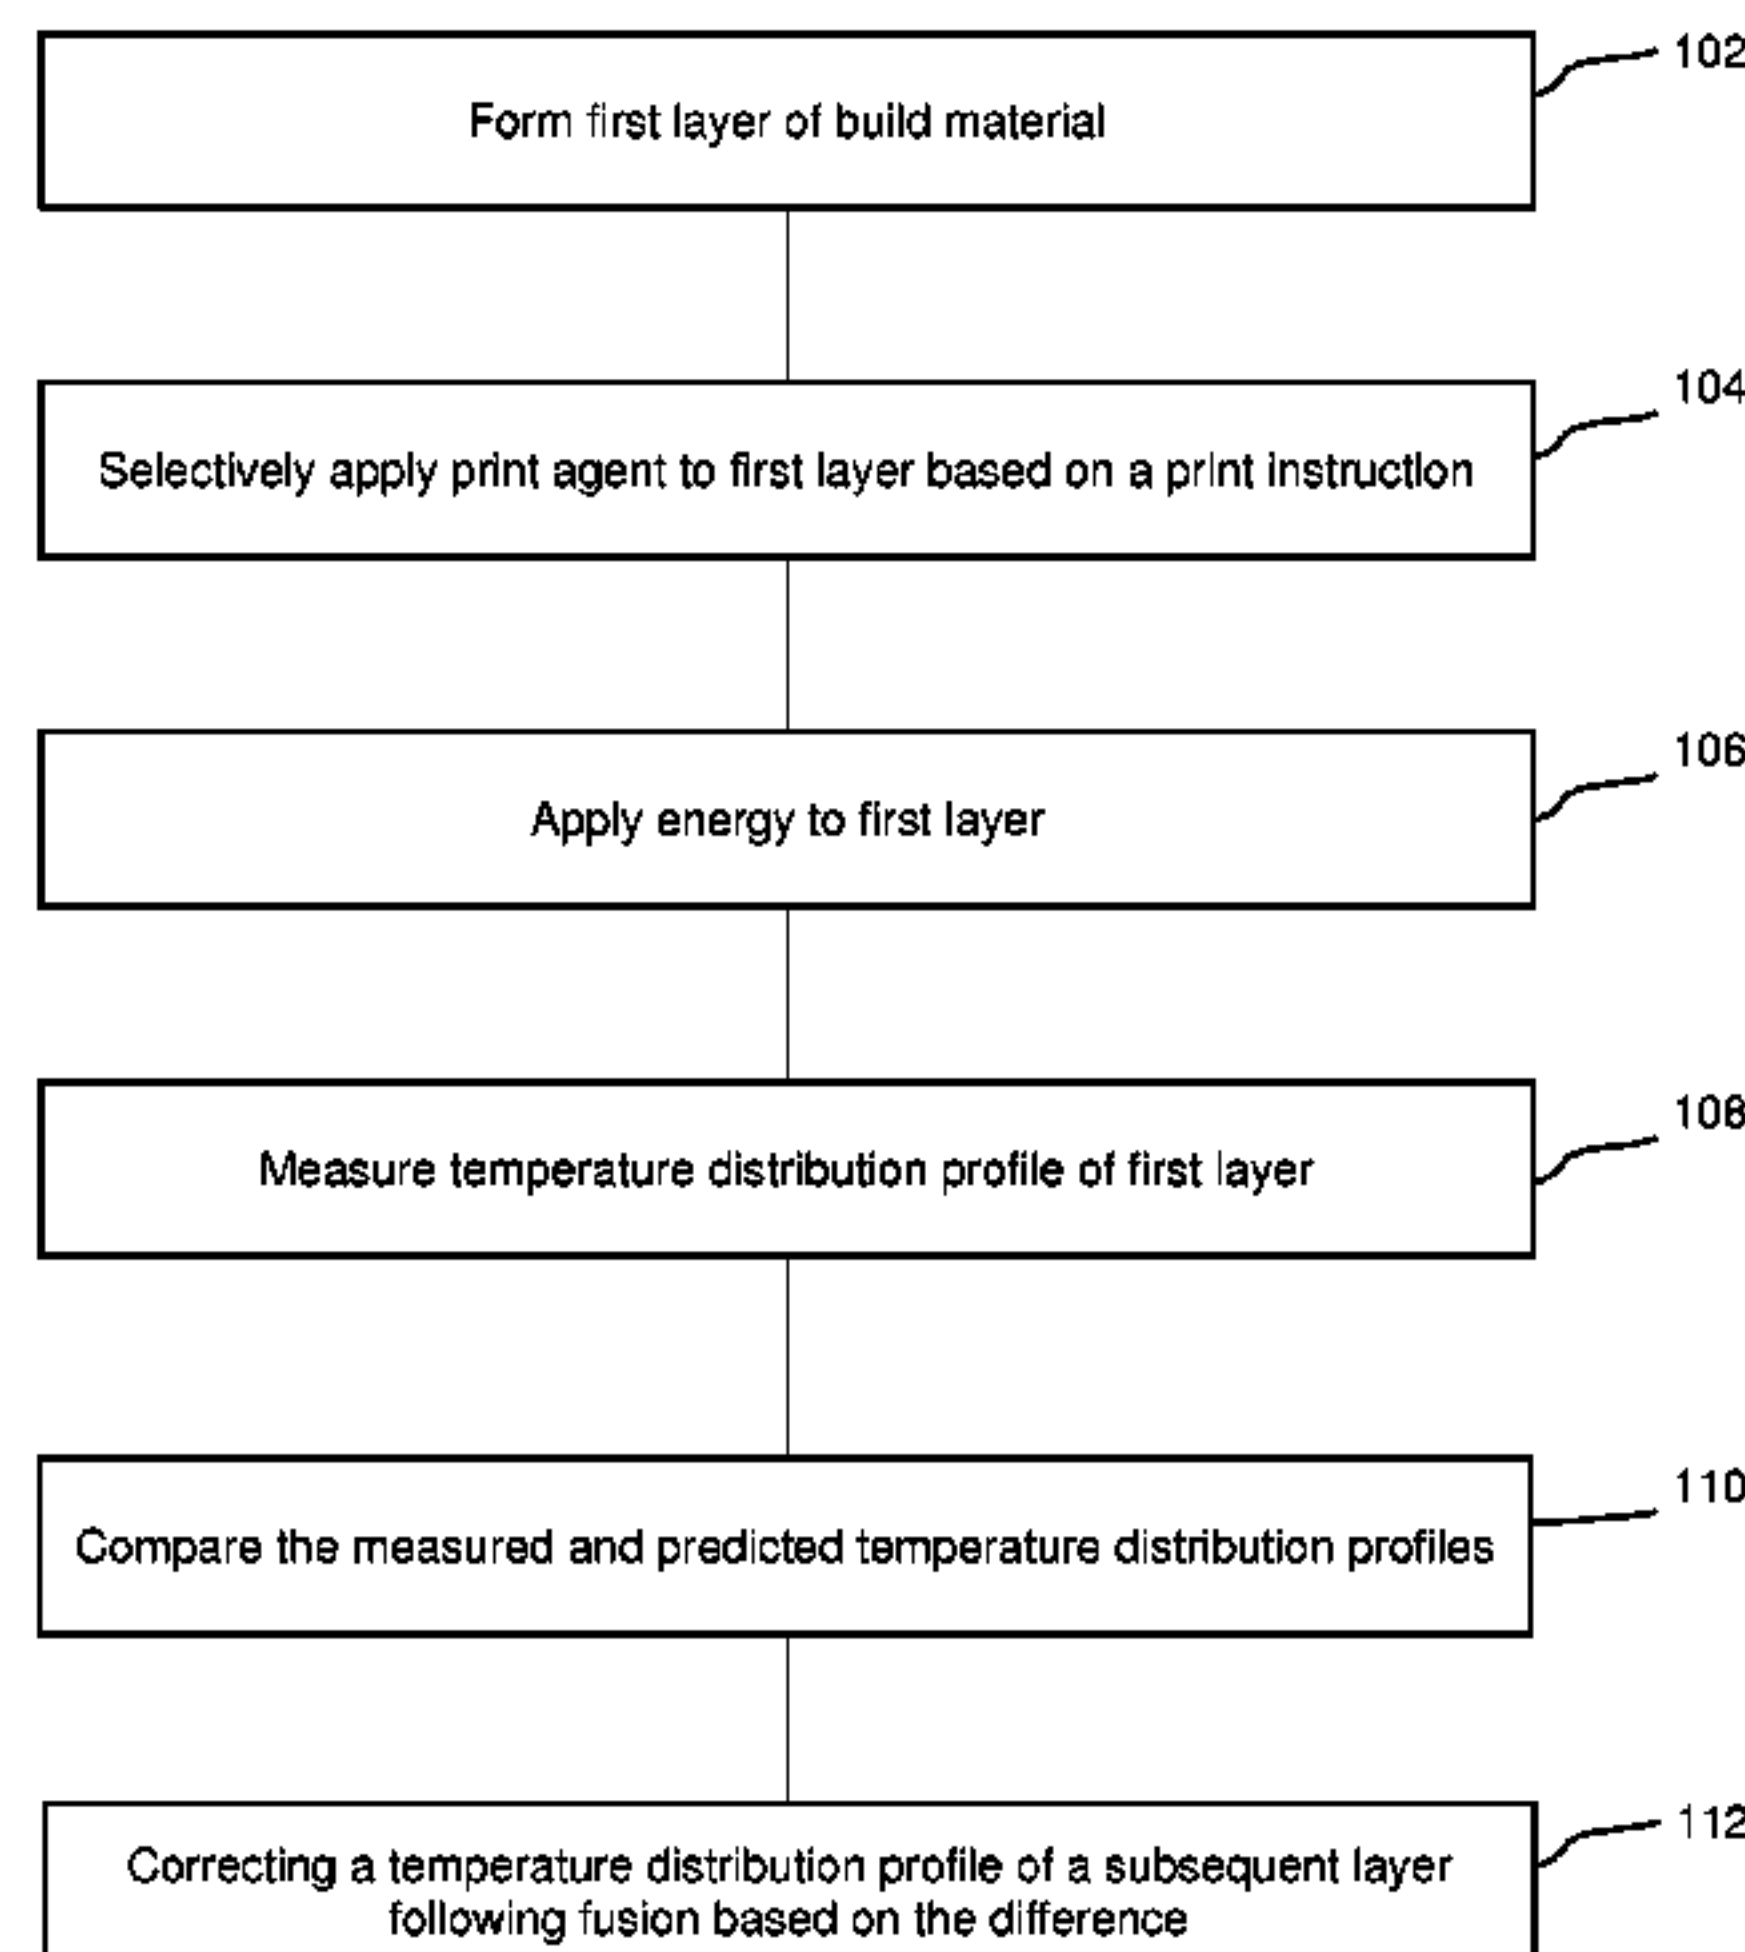 102
Form first layer of build material
104
Selectively apply print agent to first layer based on a print instruction
106
Apply energy to first layer
108
Measure temperature distribution profile of first layer
110
Compare the measured and predicted temperature distribution profiles
112
Correcting a temperature distribution profile of a subsequent layer
following fusion based on the difference